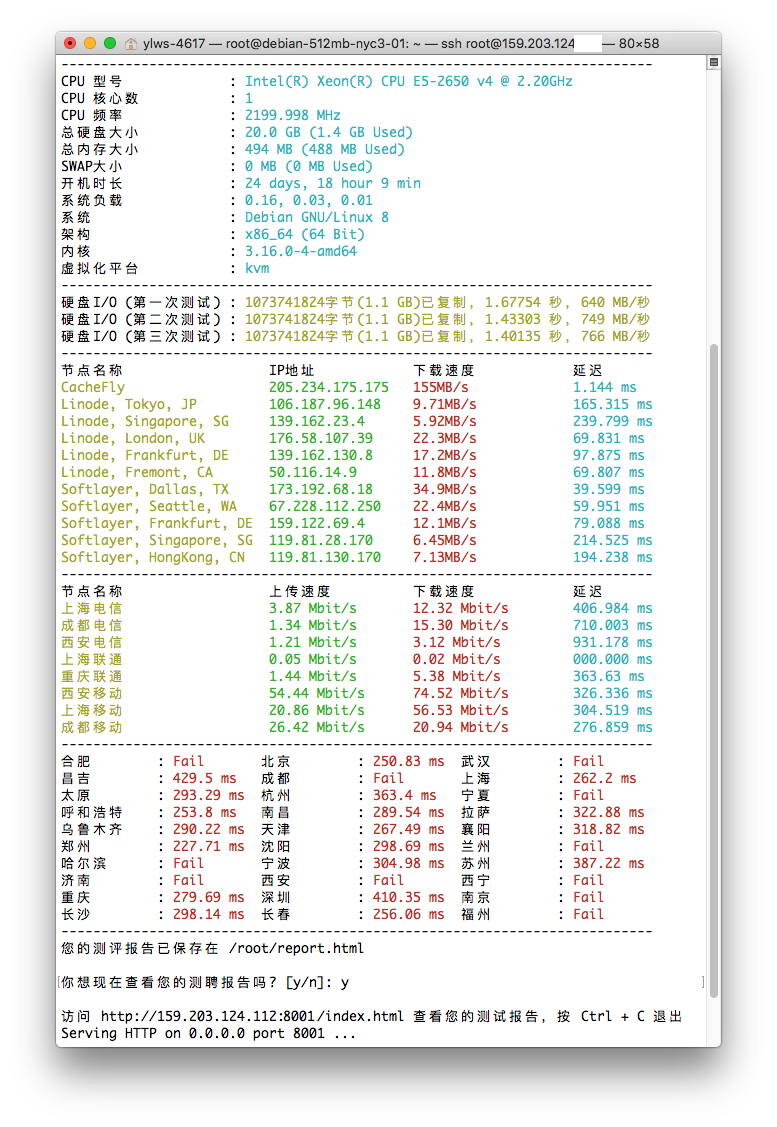 ylws-4617 — root@debian-512mb-nyc3-01: ~ — ssh root@159.203.124 — 80×58
CPU 型号 : Intel(R) Xeon(R) CPU E5-2650 v4 @ 2.20GHz
CPU 核心数 : 1
CPU 频率 : 2199.998 MHz
总硬盘大小 : 20.0 GB (1.4 GB Used)
总内存大小 : 494 MB (488 MB Used)
SWAP大小 : 0 MB (0 MB Used)
开机时长 : 24 days, 18 hour 9 min
系统负载 : 0.16, 0.03, 0.01
系统 : Debian GNU/Linux 8
架构 : x86_64 (64 Bit)
内核 : 3.16.0-4-amd64
虚拟化平台 : kvm
硬盘I/O (第一次测试) : 1073741824字节(1.1 GB)已复制, 1.67754 秒, 640 MB/秒
硬盘I/O (第二次测试) : 1073741824字节(1.1 GB)已复制, 1.43303 秒, 749 MB/秒
硬盘I/O (第三次测试) : 1073741824字节(1.1 GB)已复制, 1.40135 秒, 766 MB/秒
节点名称 IP地址 下载速度 延迟
CacheFly 205.234.175.175 155MB/s 1.144 ms
Linode, Tokyo, JP 106.187.96.148 9.71MB/s 165.315 ms
Linode, Singapore, SG 139.162.23.4 5.92MB/s 239.799 ms
Linode, London, UK 176.58.107.39 22.3MB/s 69.831 ms
Linode, Frankfurt, DE 139.162.130.8 17.2MB/s 97.875 ms
Linode, Fremont, CA 50.116.14.9 11.8MB/s 69.807 ms
Softlayer, Dallas, TX 173.192.68.18 34.9MB/s 39.599 ms
Softlayer, Seattle, WA 67.228.112.250 22.4MB/s 59.951 ms
Softlayer, Frankfurt, DE 159.122.69.4 12.1MB/s 79.088 ms
Softlayer, Singapore, SG 119.81.28.170 6.45MB/s 214.525 ms
Softlayer, HongKong, CN 119.81.130.170 7.13MB/s 194.238 ms
节点名称 上传速度 下载速度 延迟
上海电信 3.87 Mbit/s 12.32 Mbit/s 406.984 ms
成都电信 1.34 Mbit/s 15.30 Mbit/s 710.003 ms
西安电信 1.21 Mbit/s 3.12 Mbit/s 931.178 ms
上海联通 0.05 Mbit/s 0.02 Mbit/s 000.000 ms
重庆联通 1.44 Mbit/s 5.38 Mbit/s 363.63 ms
西安移动 54.44 Mbit/s 74.52 Mbit/s 326.336 ms
上海移动 20.86 Mbit/s 56.53 Mbit/s 304.519 ms
成都移动 26.42 Mbit/s 20.94 Mbit/s 276.859 ms
合肥 : Fail 北京 : 250.83 ms 武汉 : Fail
昌吉 : 429.5 ms 成都 : Fail 上海 : 262.2 ms
太原 : 293.29 ms 杭州 : 363.4 ms 宁夏 : Fail
呼和浩特 : 253.8 ms 南昌 : 289.54 ms 拉萨 : 322.88 ms
乌鲁木齐 : 290.22 ms 天津 : 267.49 ms 襄阳 : 318.82 ms
郑州 : 227.71 ms 沈阳 : 298.69 ms 兰州 : Fail
哈尔滨 : Fail 宁波 : 304.98 ms 苏州 : 387.22 ms
济南 : Fail 西安 : Fail 西宁 : Fail
重庆 : 279.69 ms 深圳 : 410.35 ms 南京 : Fail
长沙 : 298.14 ms 长春 : 256.06 ms 福州 : Fail
您的测评报告已保存在 /root/report.html
[你想现在查看您的测聘报告吗? [y/n]: y ]
访问 http://159.203.124.112:8001/index.html 查看您的测试报告, 按 Ctrl + C 退出
Serving HTTP on 0.0.0.0 port 8001 ...